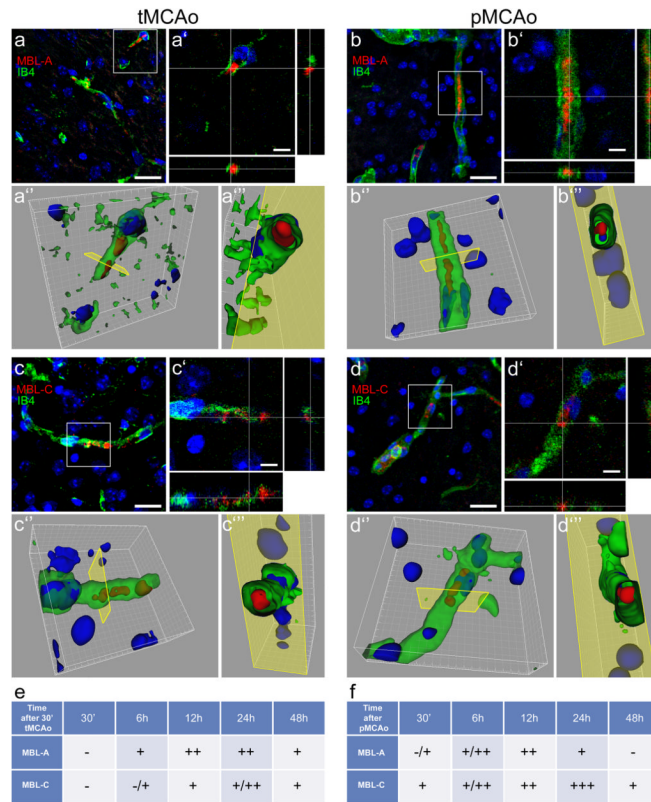 tMCAo
pMCAo
a
MBL-A
IB4
a'
b
MBL-A
IB4
b'
a''
a'''
b''
b'''
c
MBL-C
IB4
c'
d
MBL-C
IB4
d'
c''
c'''
d''
d'''
e
Time after 30' tMCAo 30' 6h 12h 24h 48h
MBL-A - + ++ ++ +
MBL-C - -/+ + +/++ +
f
Time after pMCAo 30' 6h 12h 24h 48h
MBL-A -/+ +/++ ++ + -
MBL-C + +/++ ++ +++ +